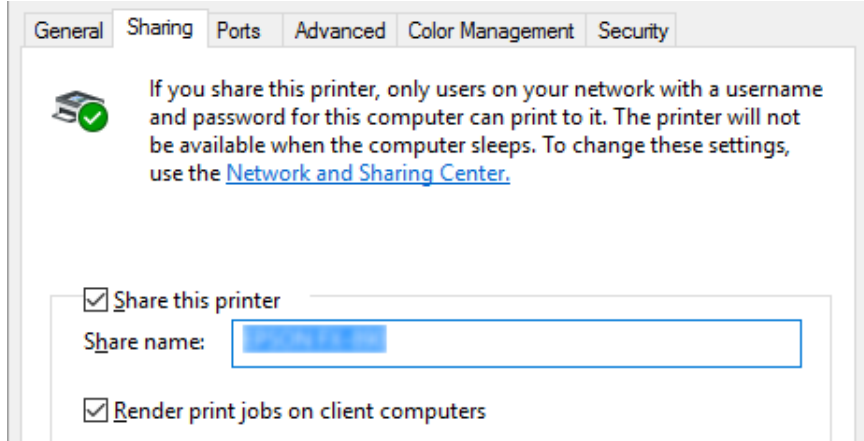 General Sharing Ports Advanced Color Management Security
If you share this printer, only users on your network with a username
and password for this computer can print to it. The printer will not
be available when the computer sleeps. To change these settings,
use the Network and Sharing Center.
Share this printer
Share name:
Render print jobs on client computers